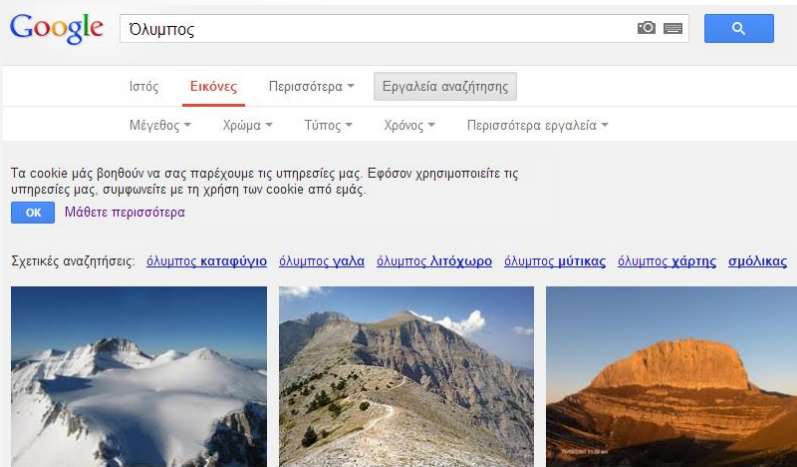 Google Όλυμπος
Ιστός Εικόνες Περισσότερα Εργαλεία αναζήτησης
Μέγεθος Χρώμα Τύπος Χρόνος Περισσότερα εργαλεία
Τα cookie μάς βοηθούν να σας παρέχουμε τις υπηρεσίες μας. Εφόσον χρησιμοποιείτε τις
υπηρεσίες μας, συμφωνείτε με τη χρήση των cookie από εμάς.
ΟΚ Μάθετε περισσότερα
Σχετικές αναζητήσεις: όλυμπος καταφύγιο όλυμπος γαλα όλυμπος λιτόχωρο όλυμπος μύτικας όλυμπος χάρτης σμόλικας